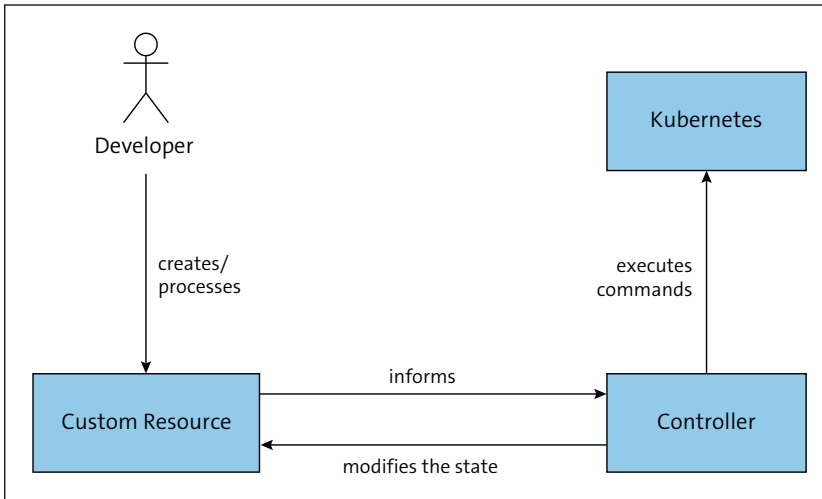 Developer
Kubernetes
creates/
processes
executes
commands
Custom Resource
informs
Controller
modifies the state